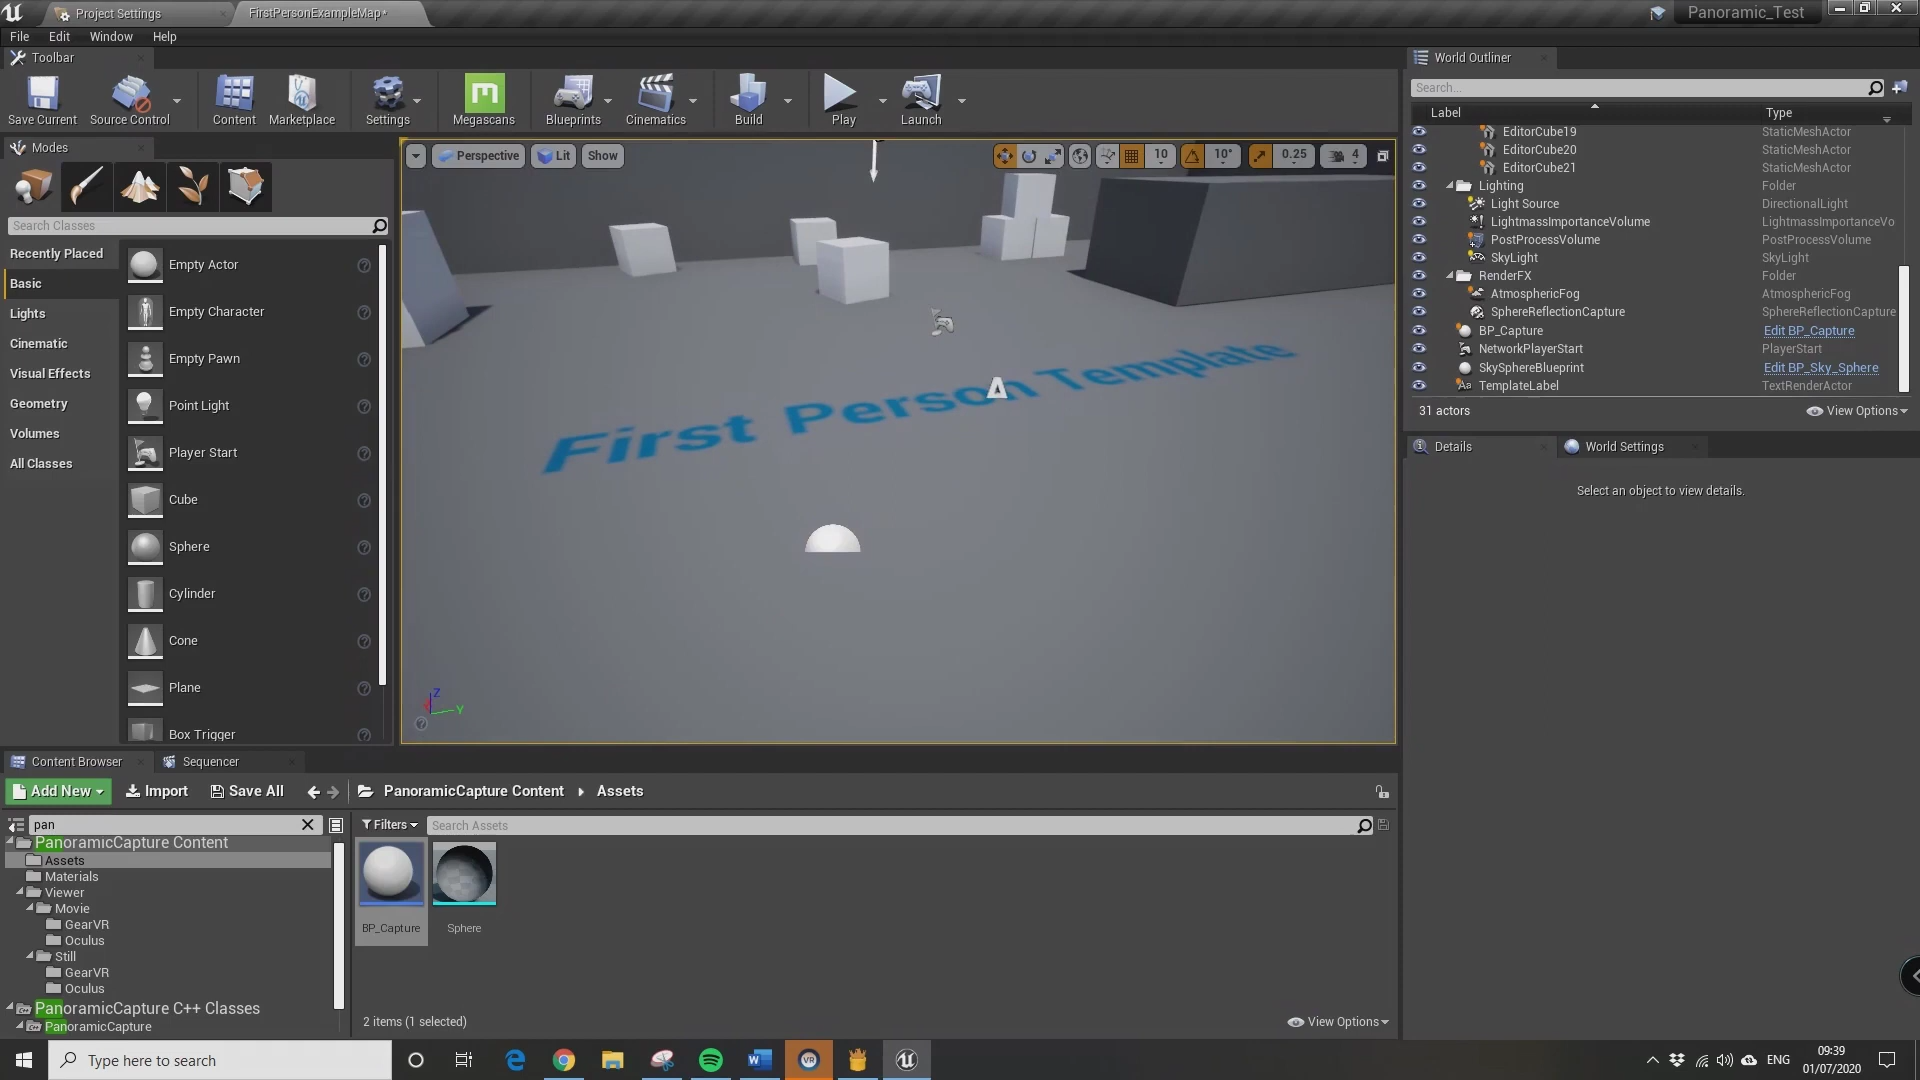 Project Settings
FirstPersonExampleMap*
Panoramic_Test
File Edit Window Help
Toolbar
Save Current
Source Control
Content
Marketplace
Settings
Megascans
Blueprints
Cinematics
Build
Play
Launch
Modes
Search Classes
Recently Placed
Basic
Lights
Cinematic
Visual Effects
Geometry
Volumes
All Classes
Empty Actor
Empty Character
Empty Pawn
Point Light
Player Start
Cube
Sphere
Cylinder
Cone
Plane
Box Trigger
Perspective
Lit
Show
10
10°
0.25
4
First Person Template
Z
Y
World Outliner
Search...
Label Type
EditorCube19 StaticMeshActor
EditorCube20 StaticMeshActor
EditorCube21 StaticMeshActor
Lighting Folder
Light Source DirectionalLight
LightmassImportanceVolume LightmassImportanceVo
PostProcessVolume PostProcessVolume
SkyLight SkyLight
RenderFX Folder
AtmosphericFog AtmosphericFog
SphereReflectionCapture SphereReflectionCapture
BP_Capture Edit BP_Capture
NetworkPlayerStart PlayerStart
SkySphereBlueprint Edit BP_Sky_Sphere
TemplateLabel TextRenderActor
31 actors
View Options
Details
World Settings
Select an object to view details.
Content Browser
Sequencer
Add New
Import
Save All
PanoramicCapture Content
Assets
pan
PanoramicCapture Content
Assets
Materials
Viewer
Movie
GearVR
Oculus
Still
GearVR
Oculus
PanoramicCapture C++ Classes
PanoramicCapture
Filters
Search Assets
BP_Capture
Sphere
2 items (1 selected)
View Options
Type here to search
ENG
09:39
01/07/2020